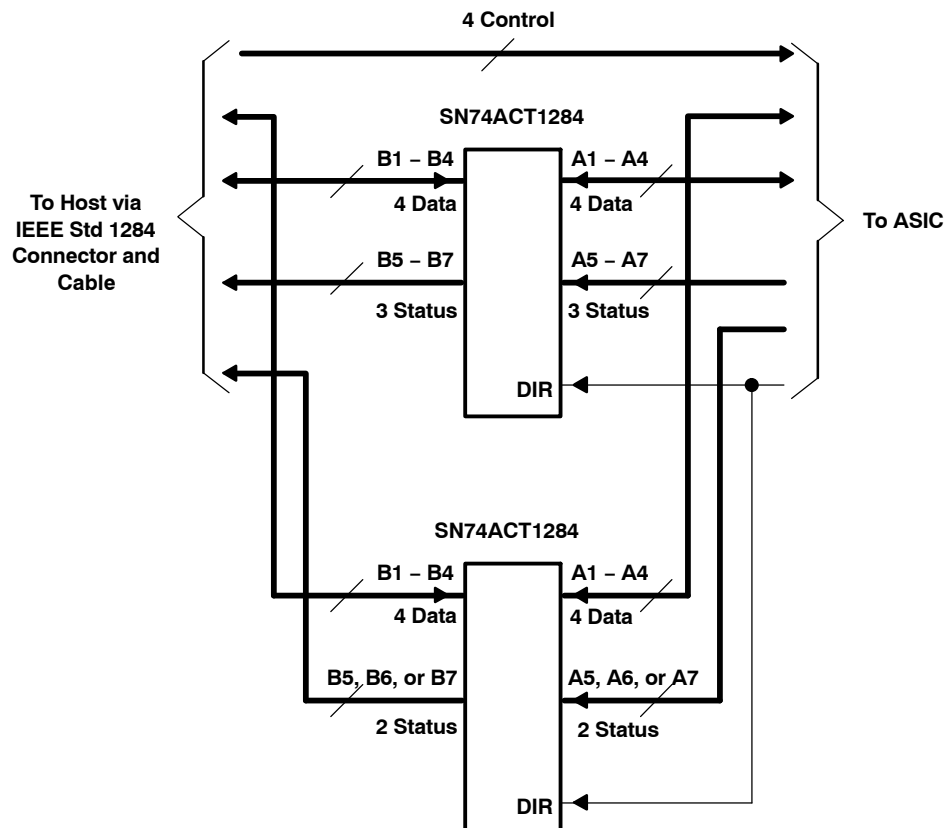 4 Control
SN74ACT1284
B1 – B4
A1 – A4
4 Data
4 Data
To Host via
IEEE Std 1284
Connector and
Cable
To ASIC
B5 – B7
A5 – A7
3 Status
3 Status
DIR
SN74ACT1284
B1 – B4
A1 – A4
4 Data
4 Data
B5, B6, or B7
A5, A6, or A7
2 Status
2 Status
DIR